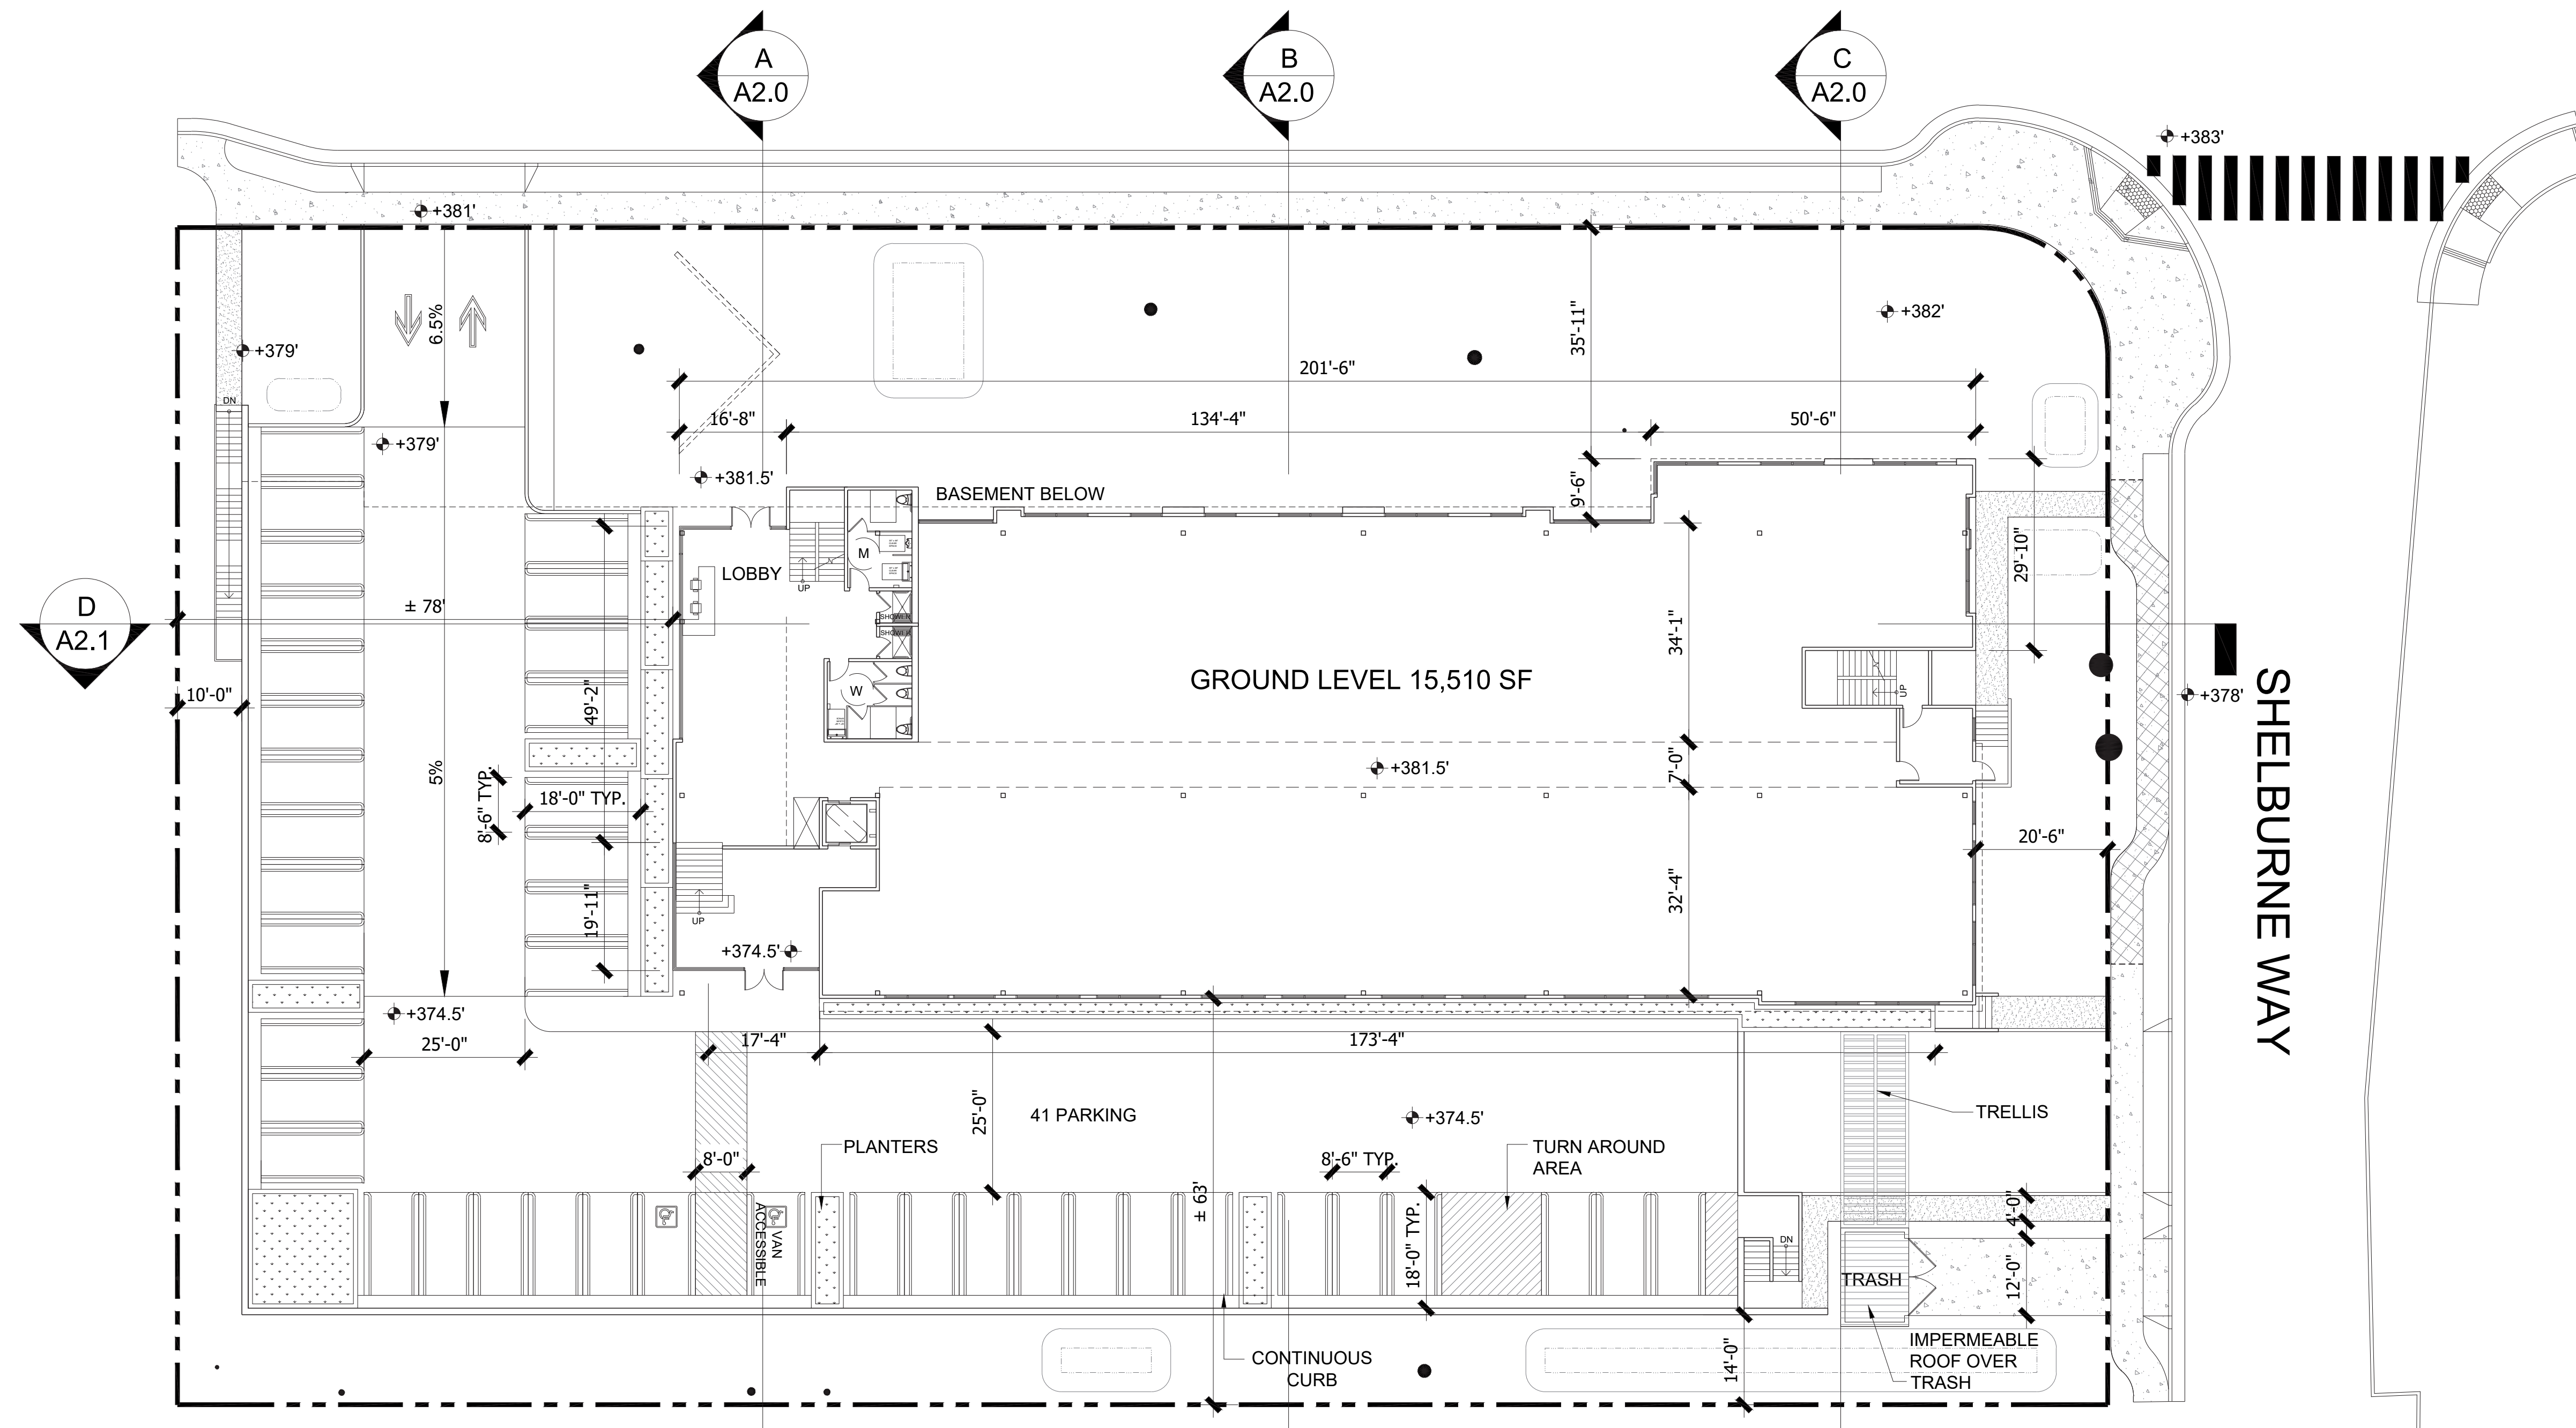 A
A2.0
B
A2.0
C
A2.0
+383'
+381'
+382'
6.5%
35'-11"
+379'
201'-6"
DN
16'-8"
134'-4"
50'-6"
+379'
+381.5'
9'-6"
BASEMENT BELOW
M
LOBBY
UP
29'-10"
D
A2.1
± 78'
34'-1"
10'-0"
49'-2"
W
GROUND LEVEL 15,510 SF
UP
+378'
SHELBURNE WAY
5%
8'-6" TYP.
18'-0" TYP.
7'-0"
+381.5'
20'-6"
19'-11"
UP
32'-4"
+374.5'
+374.5'
25'-0"
17'-4"
173'-4"
25'-0"
41 PARKING
+374.5'
TRELLIS
PLANTERS
8'-0"
8'-6" TYP.
TURN AROUND
AREA
± 63'
18'-0" TYP.
VAN
ACCESSIBLE
4'-0"
DN
TRASH
12'-0"
14'-0"
CONTINUOUS
CURB
IMPERMEABLE
ROOF OVER
TRASH